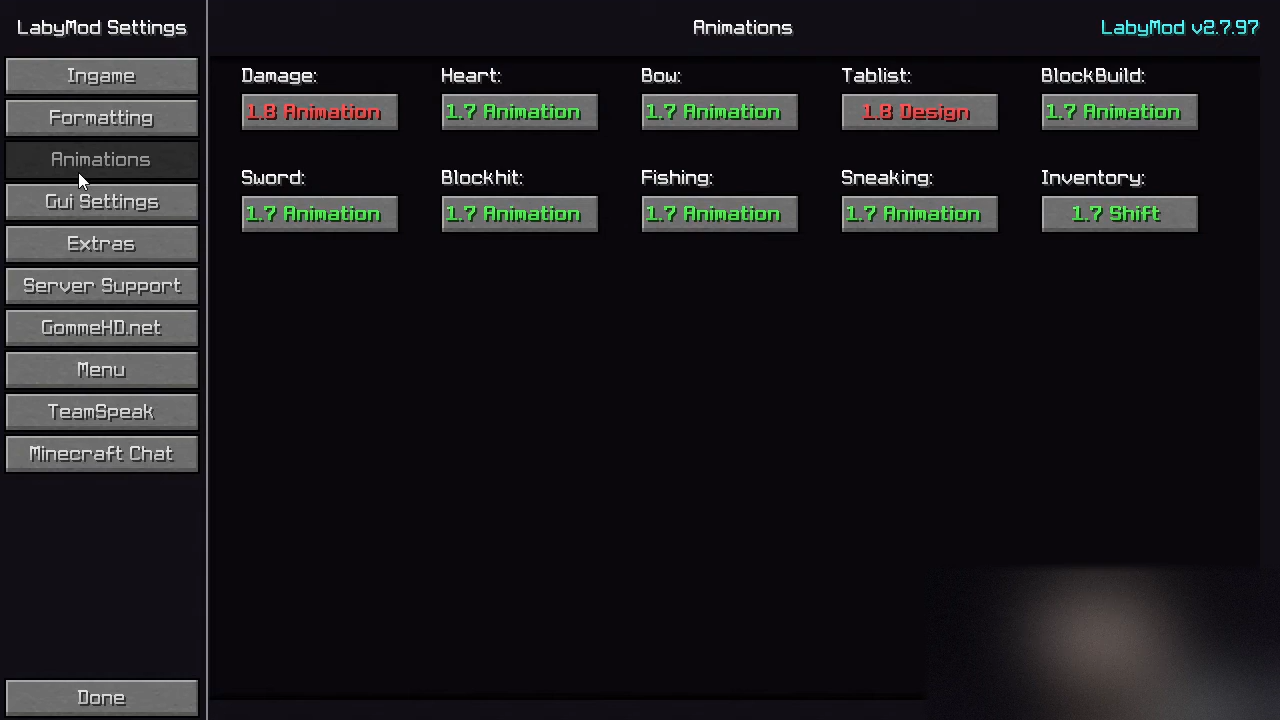 LabyMod Settings
Animations
LabyMod v2.7.97
Ingame
Formatting
Animations
Gui Settings
Extras
Server Support
GommeHD.net
Menu
TeamSpeak
Minecraft Chat
Done
Damage:
Heart:
Bow:
Tablist:
BlockBuild:
1.8 Animation
1.7 Animation
1.7 Animation
1.8 Design
1.7 Animation
Sword:
Blockhit:
Fishing:
Sneaking:
Inventory:
1.7 Animation
1.7 Animation
1.7 Animation
1.7 Animation
1.7 Shift